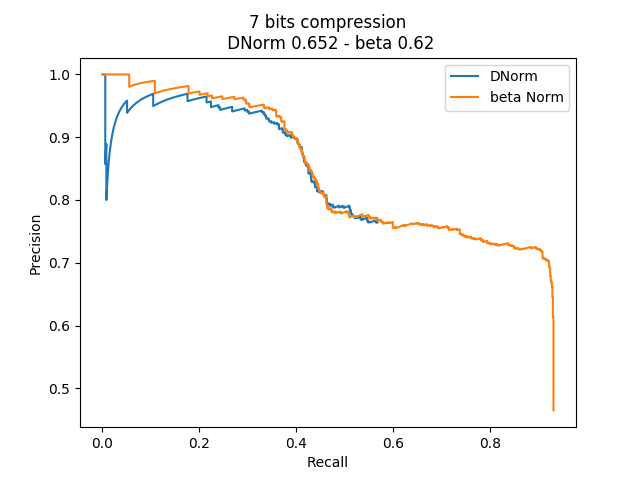 7 bits compression
DNorm 0.652 - beta 0.62
DNorm
beta Norm
Precision
1.0
0.9
0.8
0.7
0.6
0.5
0.0 0.2 0.4 0.6 0.8
Recall